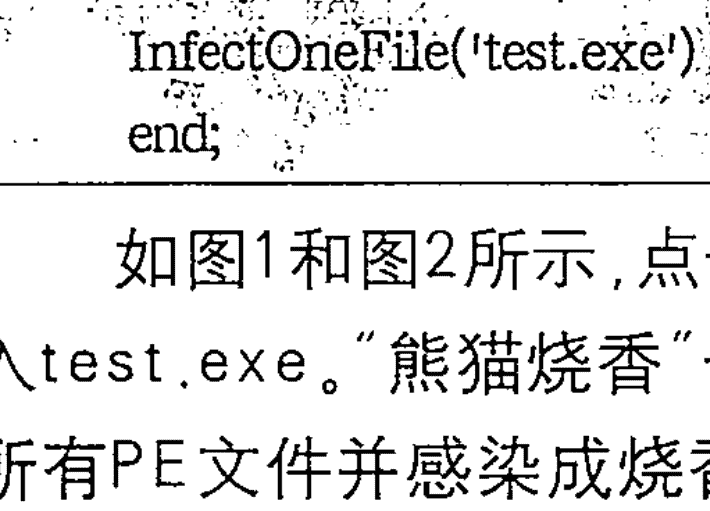 InfectOneFile('test.exe')
end;
如图1和图2所示,点
入test.exe。“熊猫烧香”
所有PE文件并感染成烧香